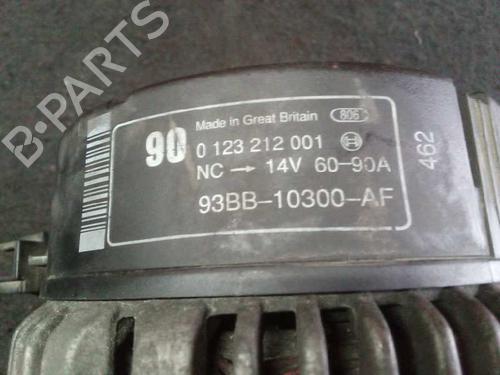 B-PARTS
Made in Great Britain 806
90 0 123 212 001
NC → 14V 60-90A
93BB-10300-AF
462
B-PARTS